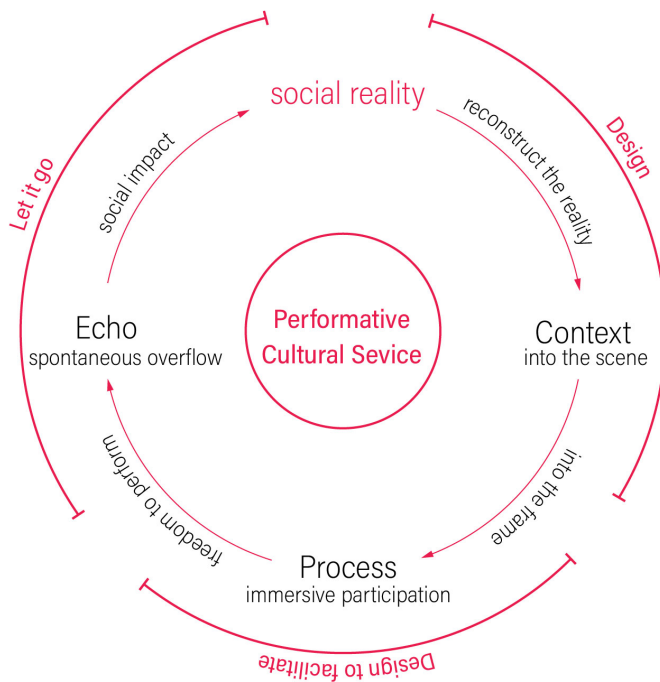 social reality
reconstruct the reality
Design
Context
into the scene
into the frame
Process
immersive participation
Design to facilitate
freedom to perform
Echo
spontaneous overflow
social impact
Let it go
Performative
Cultural Sevice